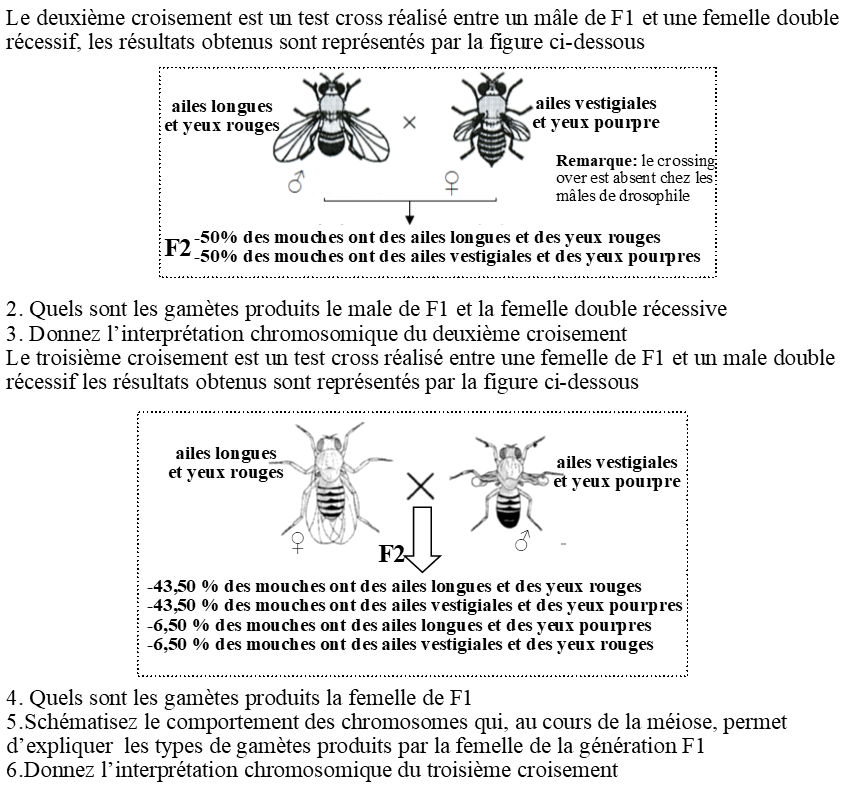 Le deuxième croisement est un test cross réalisé entre un mâle de F1 et une femelle double
récessif, les résultats obtenus sont représentés par la figure ci-dessous
ailes longues
et yeux rouges
×
ailes vestigiales
et yeux pourpre
Remarque: le crossing
over est absent chez les
mâles de drosophile
♂
♀
F2
-50% des mouches ont des ailes longues et des yeux rouges
-50% des mouches ont des ailes vestigiales et des yeux pourpres
2. Quels sont les gamètes produits le male de F1 et la femelle double récessive
3. Donnez l’interprétation chromosomique du deuxième croisement
Le troisième croisement est un test cross réalisé entre une femelle de F1 et un male double
récessif les résultats obtenus sont représentés par la figure ci-dessous
ailes longues
et yeux rouges
×
ailes vestigiales
et yeux pourpre
♀
♂
F2
-43,50 % des mouches ont des ailes longues et des yeux rouges
-43,50 % des mouches ont des ailes vestigiales et des yeux pourpres
-6,50 % des mouches ont des ailes longues et des yeux pourpres
-6,50 % des mouches ont des ailes vestigiales et des yeux rouges
4. Quels sont les gamètes produits la femelle de F1
5.Schématisez le comportement des chromosomes qui, au cours de la méiose, permet
d’expliquer les types de gamètes produits par la femelle de la génération F1
6.Donnez l’interprétation chromosomique du troisième croisement